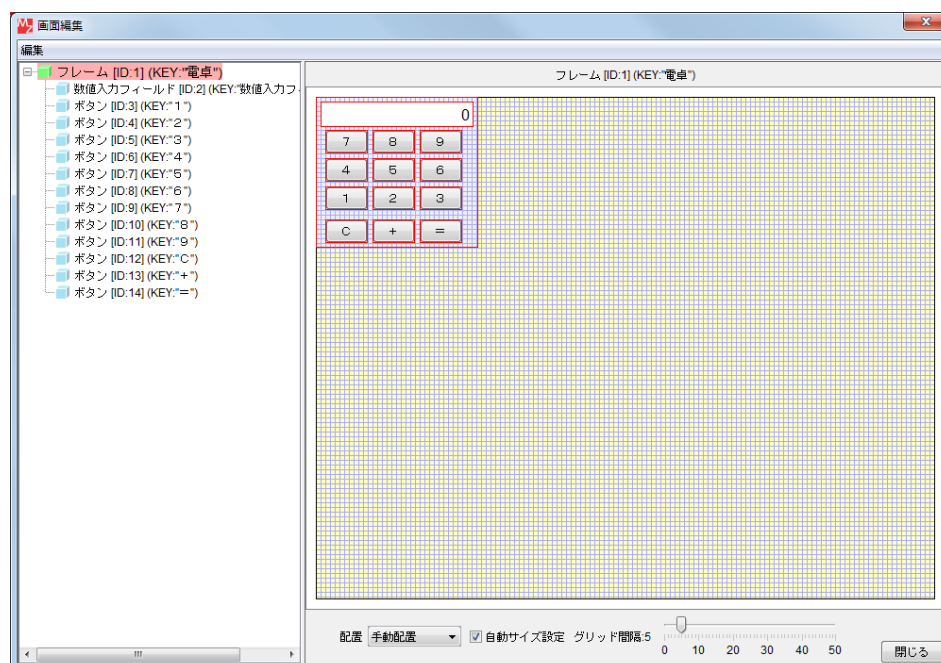 画面編集
編集
フレーム [ID:1] (KEY:"電卓")
数値入力フィールド [ID:2] (KEY:"数値入力フ
ボタン [ID:3] (KEY:"１")
ボタン [ID:4] (KEY:"２")
ボタン [ID:5] (KEY:"３")
ボタン [ID:6] (KEY:"４")
ボタン [ID:7] (KEY:"５")
ボタン [ID:8] (KEY:"６")
ボタン [ID:9] (KEY:"７")
ボタン [ID:10] (KEY:"８")
ボタン [ID:11] (KEY:"９")
ボタン [ID:12] (KEY:"Ｃ")
ボタン [ID:13] (KEY:"＋")
ボタン [ID:14] (KEY:"＝")
フレーム [ID:1] (KEY:"電卓")
0
７ ８ ９
４ ５ ６
１ ２ ３
Ｃ ＋ ＝
配置 手動配置 自動サイズ設定 グリッド間隔:5
0 10 20 30 40 50
閉じる